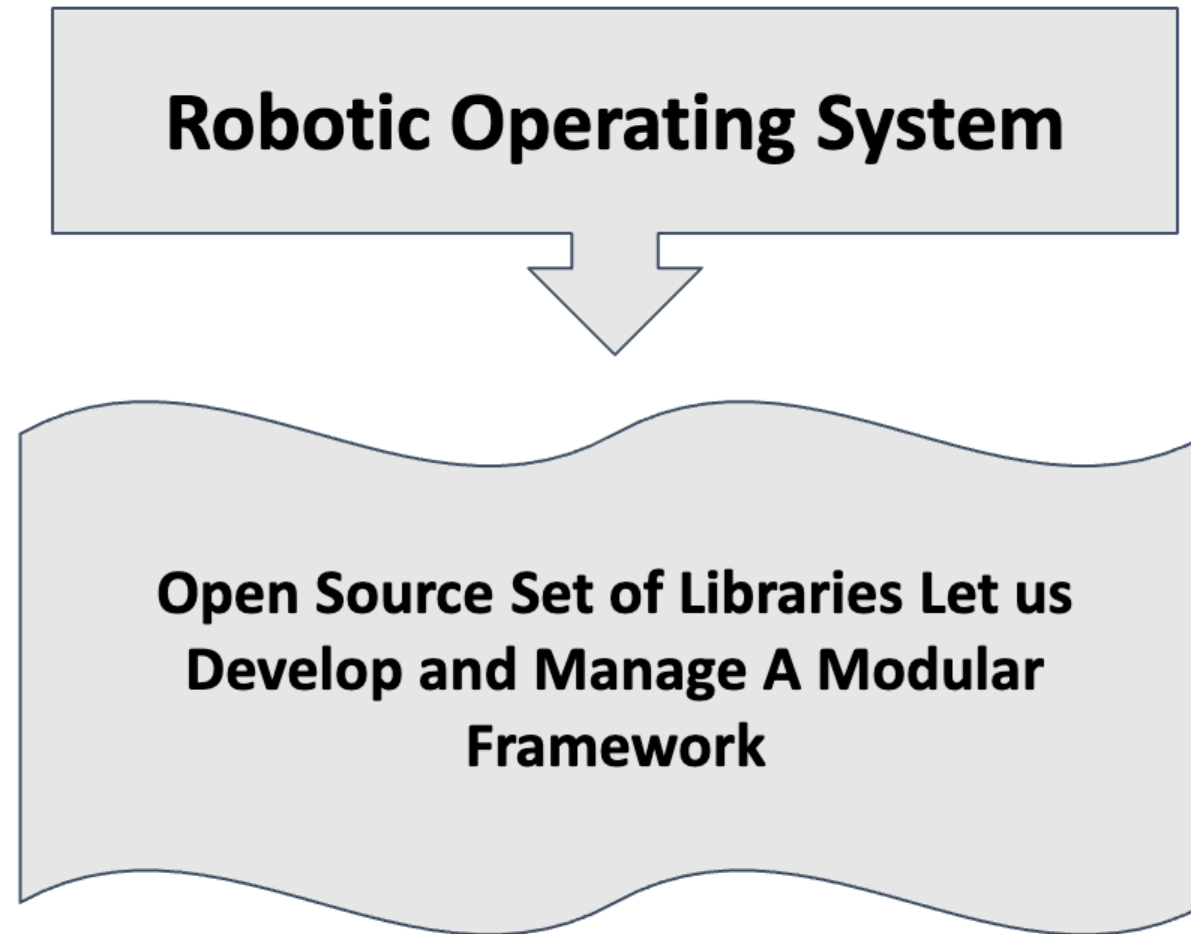 Robotic Operating System
Open Source Set of Libraries Let us
Develop and Manage A Modular
Framework